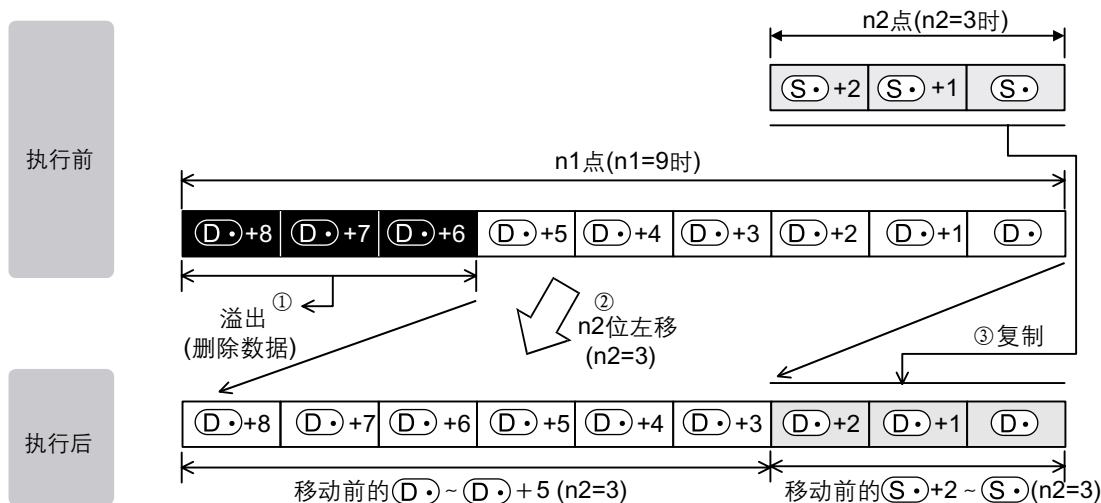 n2点(n2=3时)
S・+2 S・+1 S・
执行前
n1点(n1=9时)
D・+8 D・+7 D・+6 D・+5 D・+4 D・+3 D・+2 D・+1 D・
①
溢出
(删除数据)
②
n2位左移
(n2=3)
③复制
执行后
D・+8 D・+7 D・+6 D・+5 D・+4 D・+3 D・+2 D・+1 D・
移动前的D・~D・+5 (n2=3)
移动前的S・+2~S・(n2=3)